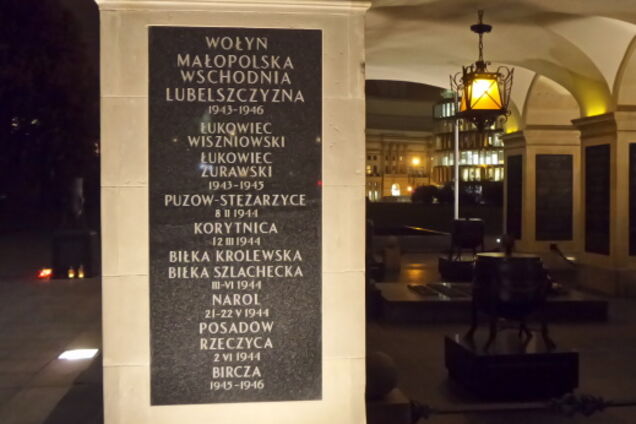 WOŁYŃ
MAŁOPOLSKA
WSCHODNIA
LUBELSZCZYZNA
1943-1946
ŁUKOWIEC
WISZNIOWSKI
ŁUKOWIEC
ŻURAWSKI
1943-1945
PUZOW-STĘŻARZYCE
8 II 1944
KORYTNICA
12 III 1944
BIŁKA KROLEWSKA
BIŁKA SZLACHECKA
III-VI 1944
NAROL
21-22 V 1944
POSADÓW
RZECZYCA
2 VI 1944
BIRCZA
1945-1946